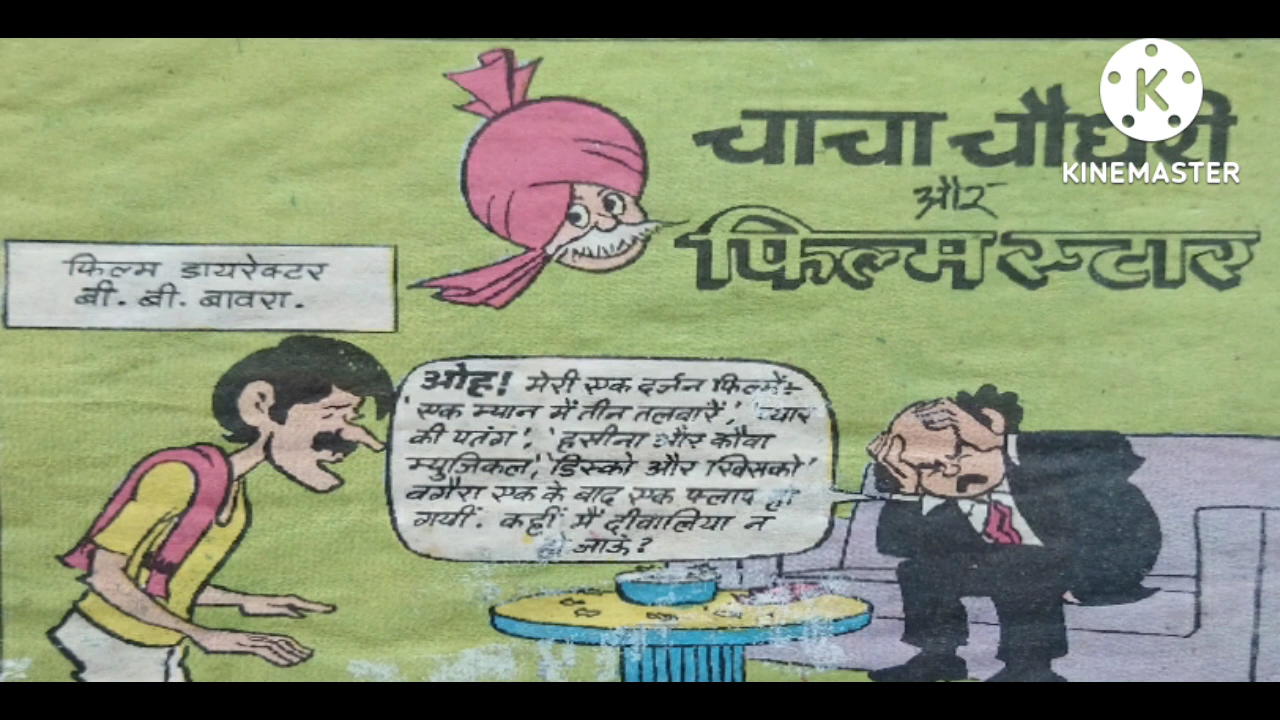 चाचा चौधरी
और
फिल्म स्टार
KINEMASTER
फिल्म डायरेक्टर
बी. बी. बावरा.
ओह! मेरी एक दर्जन फिल्में-
'एक म्यान में तीन तलवारें', 'प्यार
की पतंग', 'हसीना और कौवा
म्युजिकल', 'डिस्को और खिसको'
वगैरा एक के बाद एक फ्लाप हो
गयीं. कहीं मैं दीवालिया न
हो जाऊं?